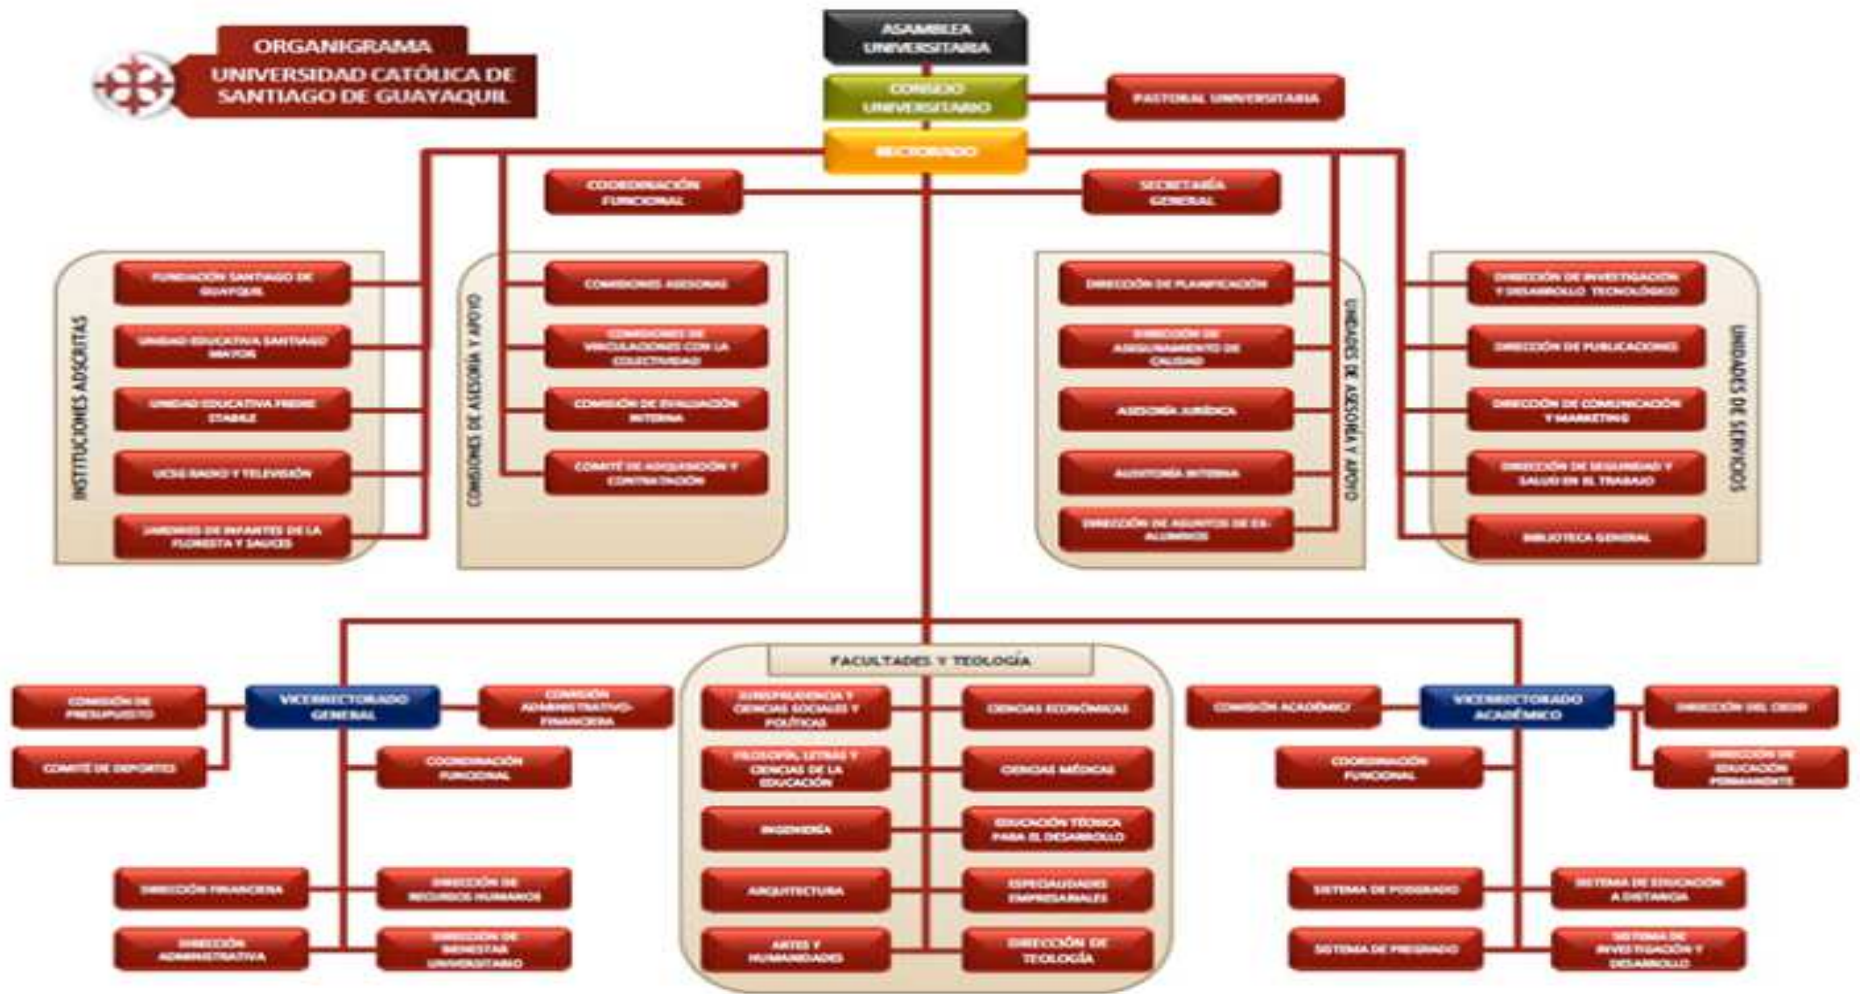 ORGANIGRAMA
UNIVERSIDAD CATÓLICA DE
SANTIAGO DE GUAYAQUIL
ASAMBLEA
UNIVERSITARIA
CONSEJO
UNIVERSITARIO
PASTORAL UNIVERSITARIA
RECTORADO
COORDINACIÓN
FUNCIONAL
SECRETARÍA
GENERAL
INSTITUCIONES ADSCRITAS
FUNDACIÓN SANTIAGO DE
GUAYQUIL
UNIDAD EDUCATIVA SANTIAGO
MAYOR
UNIDAD EDUCATIVA FREIRE
STABILE
UCSG RADIO Y TELEVISIÓN
JARDINES DE INFANTES DE LA
FLORESTA Y SAUCES
COMISIONES DE ASESORÍA Y APOYO
COMISIONES ASESORAS
COMISIONES DE
VINCULACIONES CON LA
COLECTIVIDAD
COMISIÓN DE EVALUACIÓN
INTERNA
COMITÉ DE ADQUISICIÓN Y
CONTRATACIÓN
DIRECCIÓN DE PLANIFICACIÓN
DIRECCIÓN DE
ASEGURAMIENTO DE
CALIDAD
ASESORÍA JURÍDICA
AUDITORÍA INTERNA
DIRECCIÓN DE ASUNTOS DE EX-
ALUMNOS
UNIDADES DE ASESORÍA Y APOYO
DIRECCIÓN DE INVESTIGACIÓN
Y DESARROLLO TECNOLÓGICO
DIRECCIÓN DE PUBLICACIONES
DIRECCIÓN DE COMUNICACIÓN
Y MARKETING
DIRECCIÓN DE SEGURIDAD Y
SALUD EN EL TRABAJO
BIBLIOTECA GENERAL
UNIDADES DE SERVICIOS
COMISIÓN DE
PRESUPUESTO
VICERRECTORADO
GENERAL
COMISIÓN
ADMINISTRATIVO-
FINANCIERA
COMITÉ DE DEPORTES
COORDINACIÓN
FUNCIONAL
DIRECCIÓN FINANCIERA
DIRECCIÓN DE
RECURSOS HUMANOS
DIRECCIÓN
ADMINISTRATIVA
DIRECCIÓN DE
BIENESTAR
UNIVERSITARIO
FACULTADES Y TEOLOGÍA
JURISPRUDENCIA Y
CIENCIAS SOCIALES Y
POLÍTICAS
CIENCIAS ECONÓMICAS
FILOSOFÍA, LETRAS Y
CIENCIAS DE LA
EDUCACIÓN
CIENCIAS MÉDICAS
INGENIERÍA
EDUCACIÓN TÉCNICA
PARA EL DESARROLLO
ARQUITECTURA
ESPECIALIDADES
EMPRESARIALES
ARTES Y
HUMANIDADES
DIRECCIÓN DE
TEOLOGÍA
COMISIÓN ACADÉMIC
VICERRECTORADO
ACADÉMICO
DIRECCIÓN DEL
COORDINACIÓN
FUNCIONAL
DIRECCIÓN DE
EDUCACIÓN
PERMANENTE
SISTEMA DE POSGRADO
SISTEMA DE EDUCACIÓN
A DISTANCIA
SISTEMA DE PREGRADO
SISTEMA DE
INVESTIGACIÓN Y
DESARROLLO